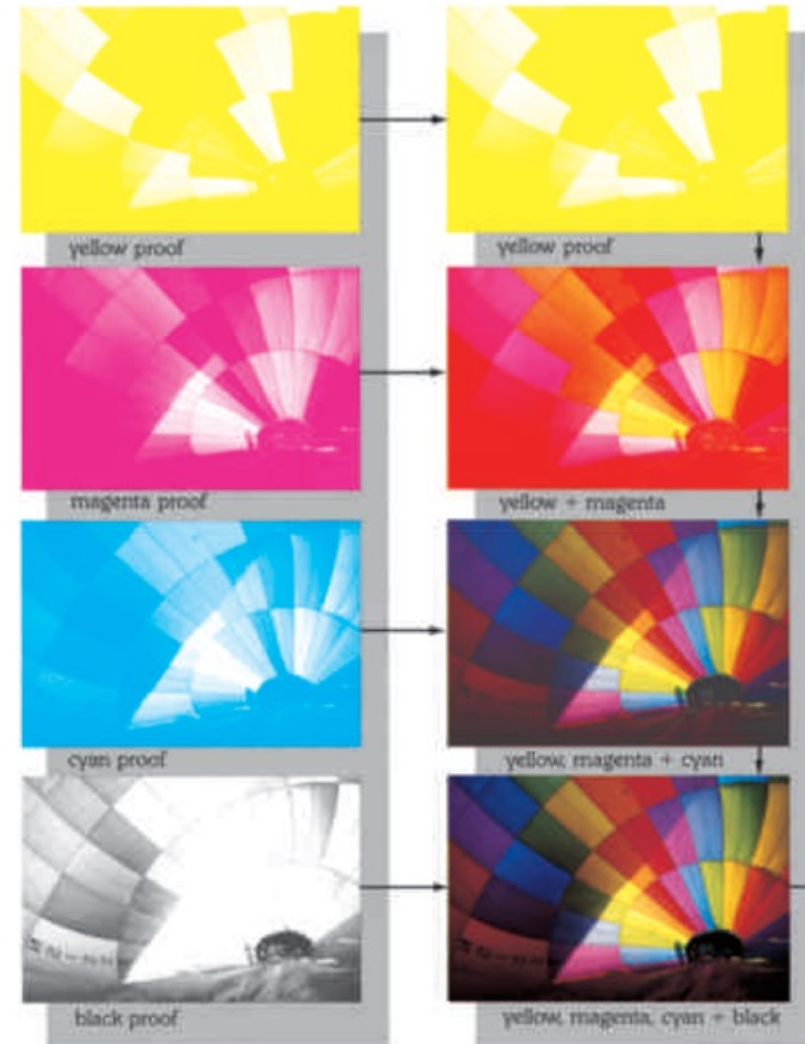 yellow proof
yellow proof
magenta proof
yellow + magenta
cyan proof
yellow, magenta + cyan
black proof
yellow, magenta, cyan + black